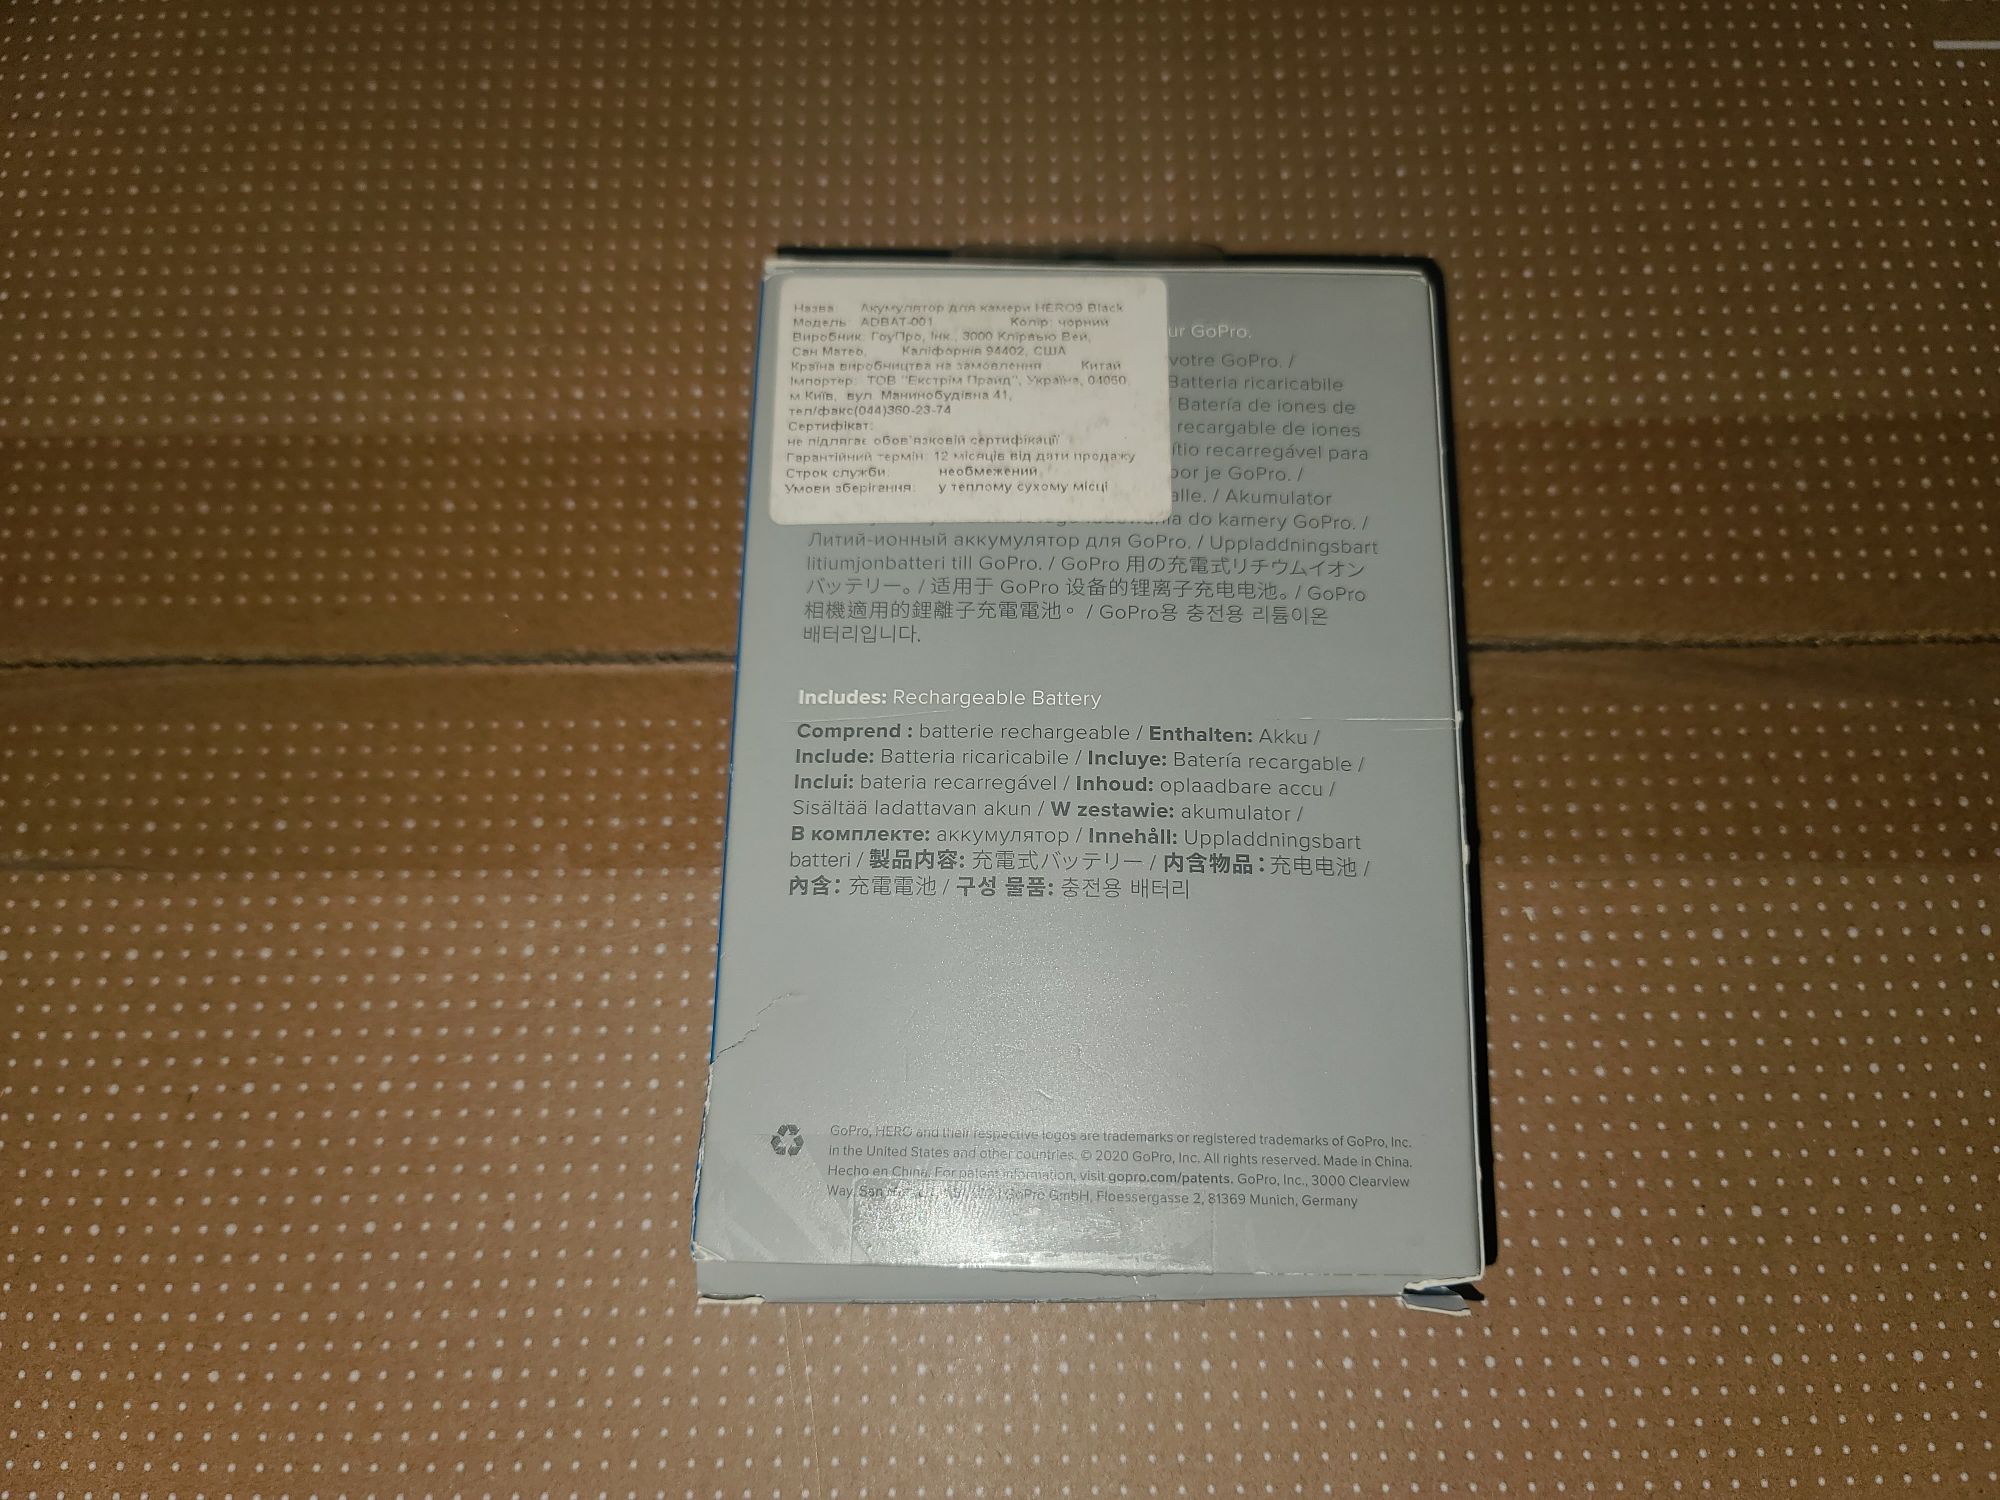 Назва: Акумулятор для камери HERO9 Black
Модель: ADBAT-001 Колір: чорний
Виробник: ГоуПро, Інк., 3000 Клірвью Вей,
Сан Матео, Каліфорнія 94402, США
Країна виробництва на замовлення Китай
Імпортер: ТОВ "Екстрім Прайд", Україна, 04050,
м.Київ, вул. Маннинобудівна 41,
тел/факс(044)360-23-74
Сертифікат:
не підлягає обов'язковій сертифікації
Гарантійний термін: 12 місяців від дати продажу
Строк служби: необмежений
Умови зберігання: у теплому сухому місці
ur GoPro.
votre GoPro. /
Batteria ricaricabile
/ Batería de iones de
recargable de iones
ítio recarregável para
oor je GoPro. /
alle. / Akumulator
do kamery GoPro. /
Литий-ионный аккумулятор для GoPro. / Uppladdningsbart
litiumjonbatteri till GoPro. / GoPro 用の充電式リチウムイオン
バッテリー。/ 适用于 GoPro 设备的锂离子充电电池。/ GoPro
相機適用的鋰離子充電電池。 / GoPro용 충전용 리튬이온
배터리입니다.
Includes: Rechargeable Battery
Comprend : batterie rechargeable / Enthalten: Akku /
Include: Batteria ricaricabile / Incluye: Batería recargable /
Inclui: bateria recarregável / Inhoud: oplaadbare accu /
Sisältää ladattavan akun / W zestawie: akumulator /
В комплекте: аккумулятор / Innehåll: Uppladdningsbart
batteri / 製品内容: 充電式バッテリー / 内含物品 : 充电电池 /
內含: 充電電池 / 구성 물품: 충전용 배터리
GoPro, HERO and their respective logos are trademarks or registered trademarks of GoPro, Inc.
in the United States and other countries. © 2020 GoPro, Inc. All rights reserved. Made in China.
Hecho en China. For patent information, visit gopro.com/patents. GoPro, Inc., 3000 Clearview
Way, San GoPro GmbH, Floessergasse 2, 81369 Munich, Germany